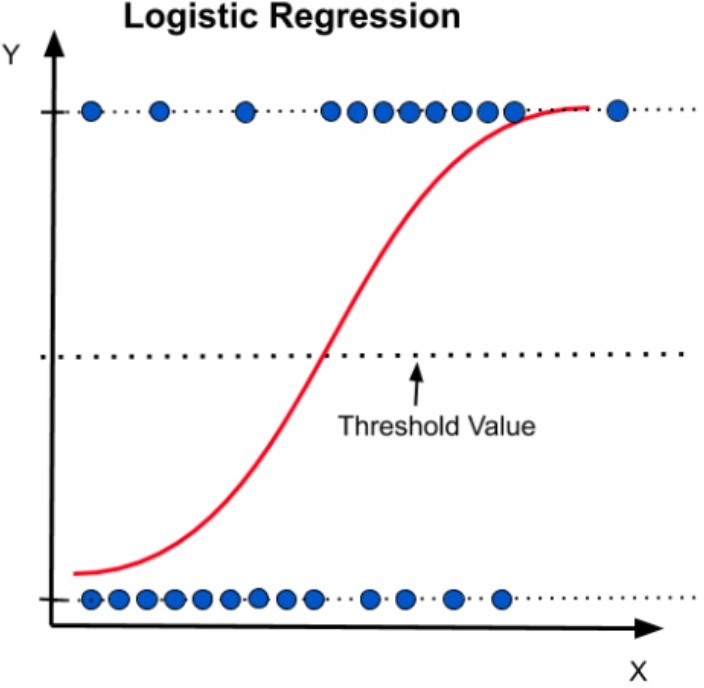 Logistic Regression
Y
Threshold Value
X